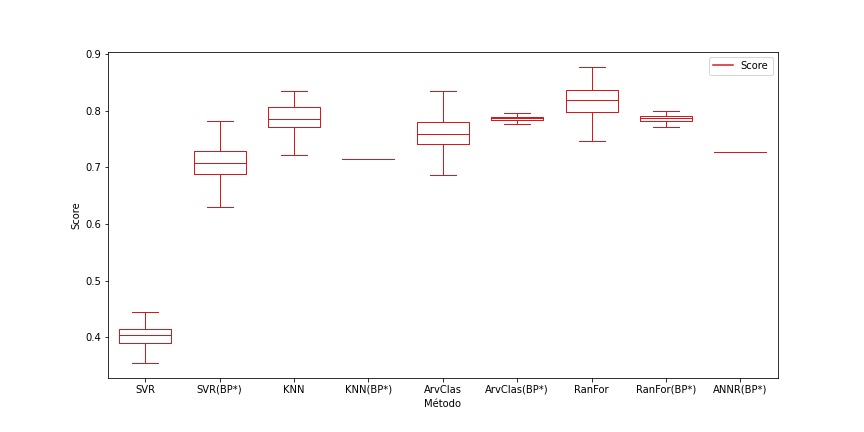 0.9
Score
0.8
0.7
0.6
0.5
0.4
Score
SVR SVR(BP*) KNN KNN(BP*) ArvClas ArvClas(BP*) RanFor RanFor(BP*) ANNR(BP*)
Método